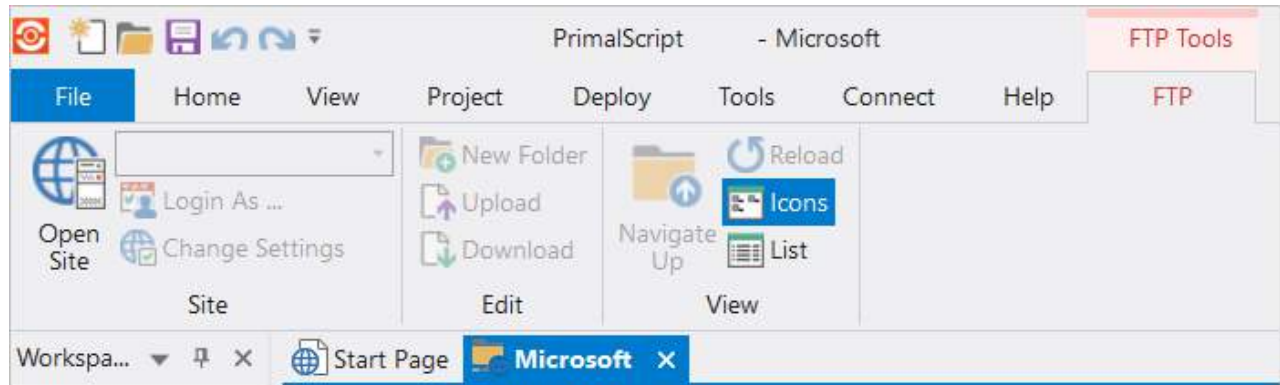 PrimalScript - Microsoft FTP Tools
File Home View Project Deploy Tools Connect Help FTP
Open Site
Login As ...
Change Settings
Site
New Folder
Upload
Download
Edit
Navigate Up
Reload
Icons
List
View
Workspa... Start Page Microsoft